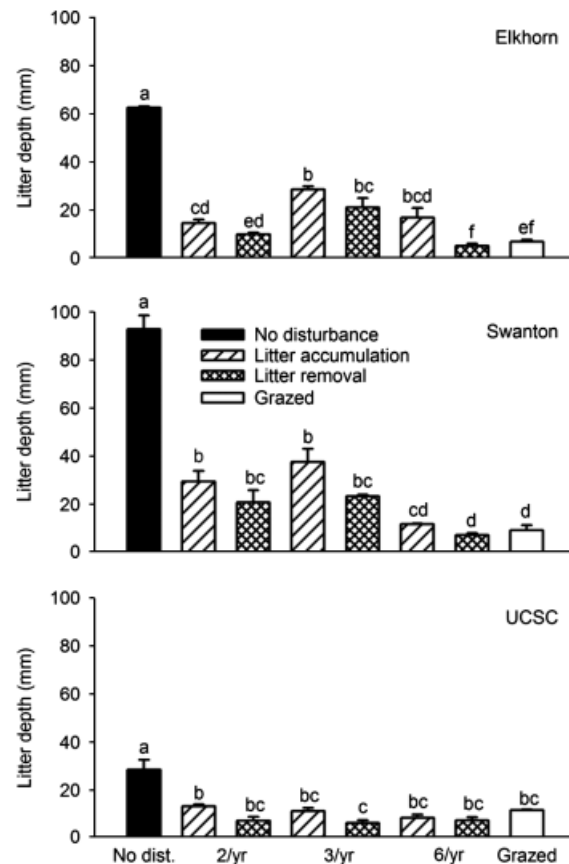 Elkhorn
Litter depth (mm)
100
80
60
40
20
0
a
cd
ed
b
bc
bcd
f
ef
Swanton
Litter depth (mm)
100
80
60
40
20
0
a
No disturbance
Litter accumulation
Litter removal
Grazed
b
bc
b
bc
cd
d
d
UCSC
Litter depth (mm)
100
80
60
40
20
0
a
b
bc
bc
c
bc
bc
bc
No dist. 2/yr 3/yr 6/yr Grazed